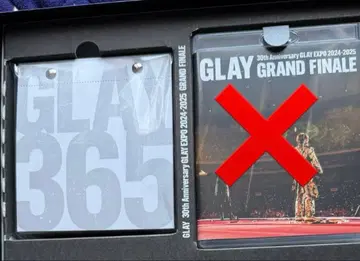 GLAY
365
GLAY 30th Anniversary GLAY EXPO 2024-2025 GRAND FINALE
GLAY 30th Anniversary GLAY EXPO 2024-2025
GRAND FINALE